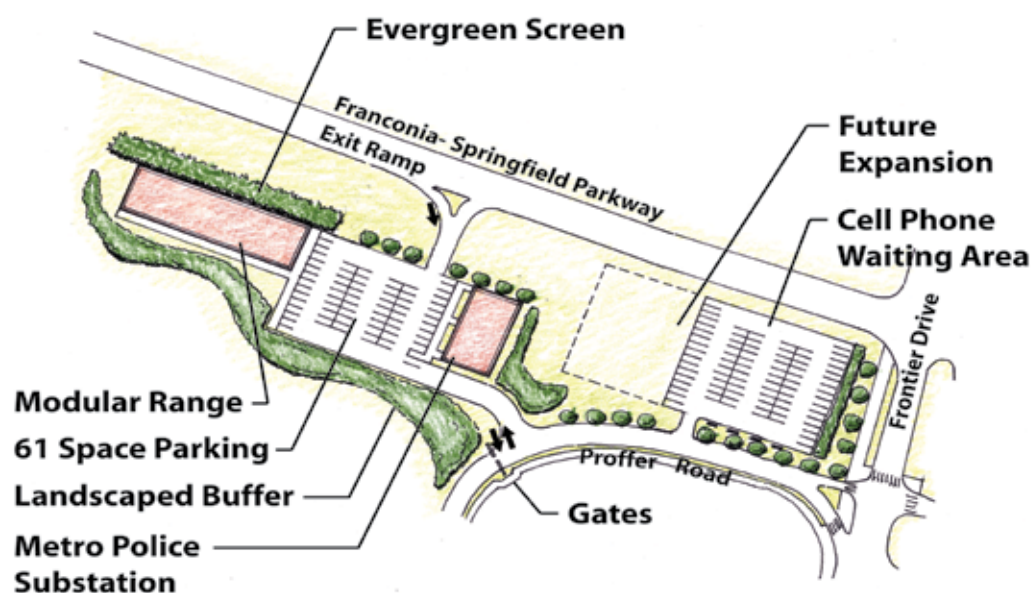 Evergreen Screen
Franconia- Springfield Parkway
Exit Ramp
Future
Expansion
Cell Phone
Waiting Area
Frontier Drive
Modular Range
61 Space Parking
Landscaped Buffer
Metro Police
Substation
Proffer Road
Gates